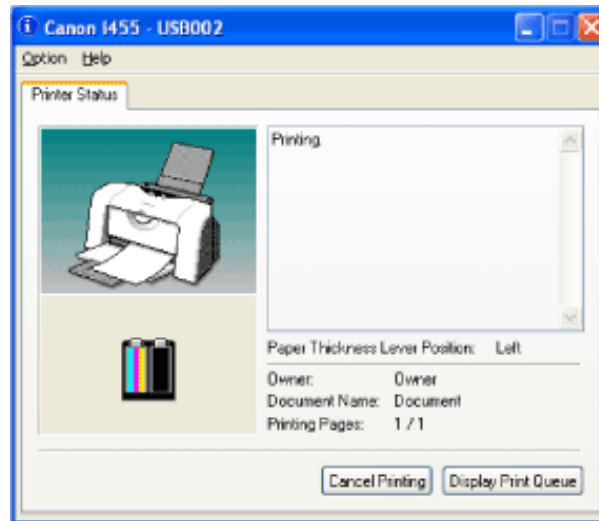 Canon i455 - USB002
Option Help
Printer Status
Printing.
Paper Thickness Lever Position: Left
Owner: Owner
Document Name: Document
Printing Pages: 1 / 1
Cancel Printing Display Print Queue